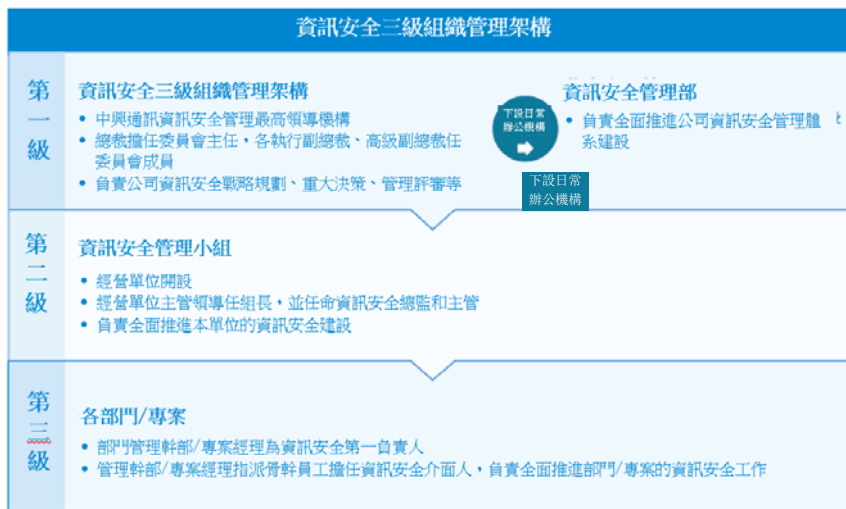 資訊安全三級組織管理架構
第一級
資訊安全三級組織管理架構
• 中興通訊資訊安全管理最高領導機構
• 總裁擔任委員會主任，各執行副總裁、高級副總裁任
委員會成員
• 負責公司資訊安全戰略規劃、重大決策、管理評審等
下設日常
辦公機構
資訊安全管理部
• 負責全面推進公司資訊安全管理體
系建設
下設日常
辦公機構
第二級
資訊安全管理小組
• 經營單位開設
• 經營單位主管領導任組長，並任命資訊安全總監和主管
• 負責全面推進本單位的資訊安全建設
第三級
各部門/專案
• 部門管理幹部/專案經理為資訊安全第一負責人
• 管理幹部/專案經理指派骨幹員工擔任資訊安全介面人，負責全面推進部門/專案的資訊安全工作